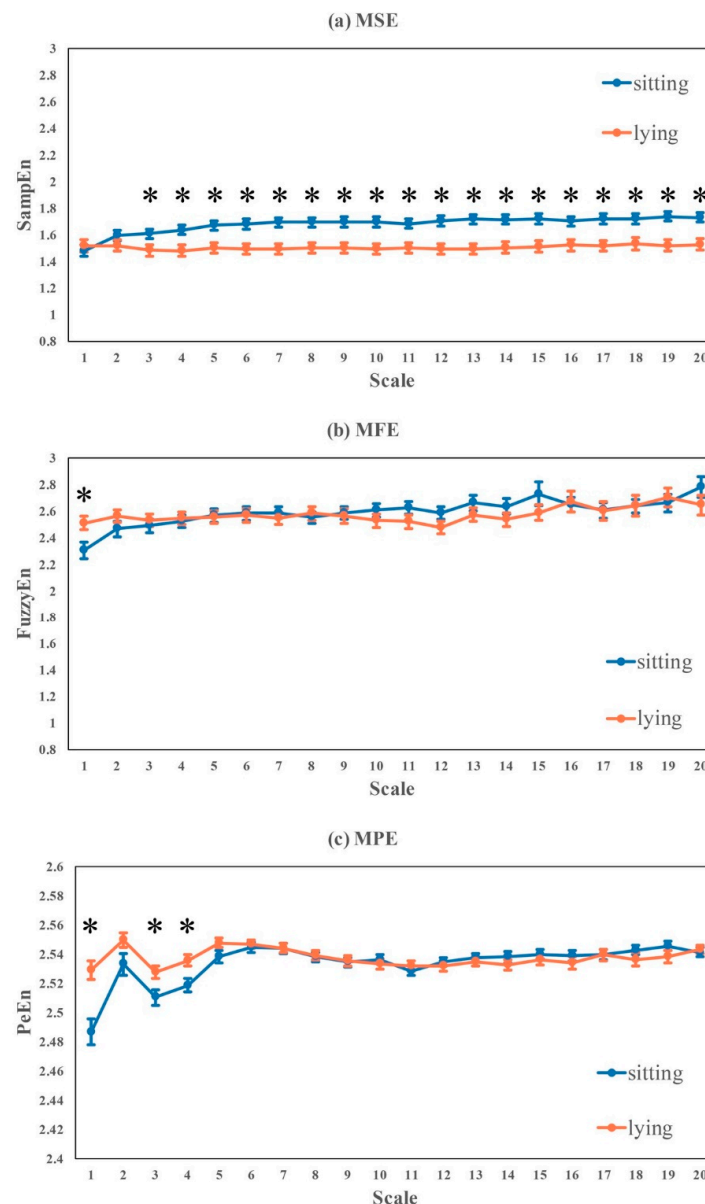 (a) MSE
3
2.8
2.6
2.4
2.2
2
1.8
1.6
1.4
1.2
1
0.8
SampEn
sitting
lying
* * * * * * * * * * * * * * * * * *
1 2 3 4 5 6 7 8 9 10 11 12 13 14 15 16 17 18 19 20
Scale
(b) MFE
3
2.8
2.6
2.4
2.2
2
1.8
1.6
1.4
1.2
1
0.8
FuzzyEn
*
sitting
lying
1 2 3 4 5 6 7 8 9 10 11 12 13 14 15 16 17 18 19 20
Scale
(c) MPE
2.6
2.58
2.56
2.54
2.52
2.5
2.48
2.46
2.44
2.42
2.4
PeEn
* * *
sitting
lying
1 2 3 4 5 6 7 8 9 10 11 12 13 14 15 16 17 18 19 20
Scale